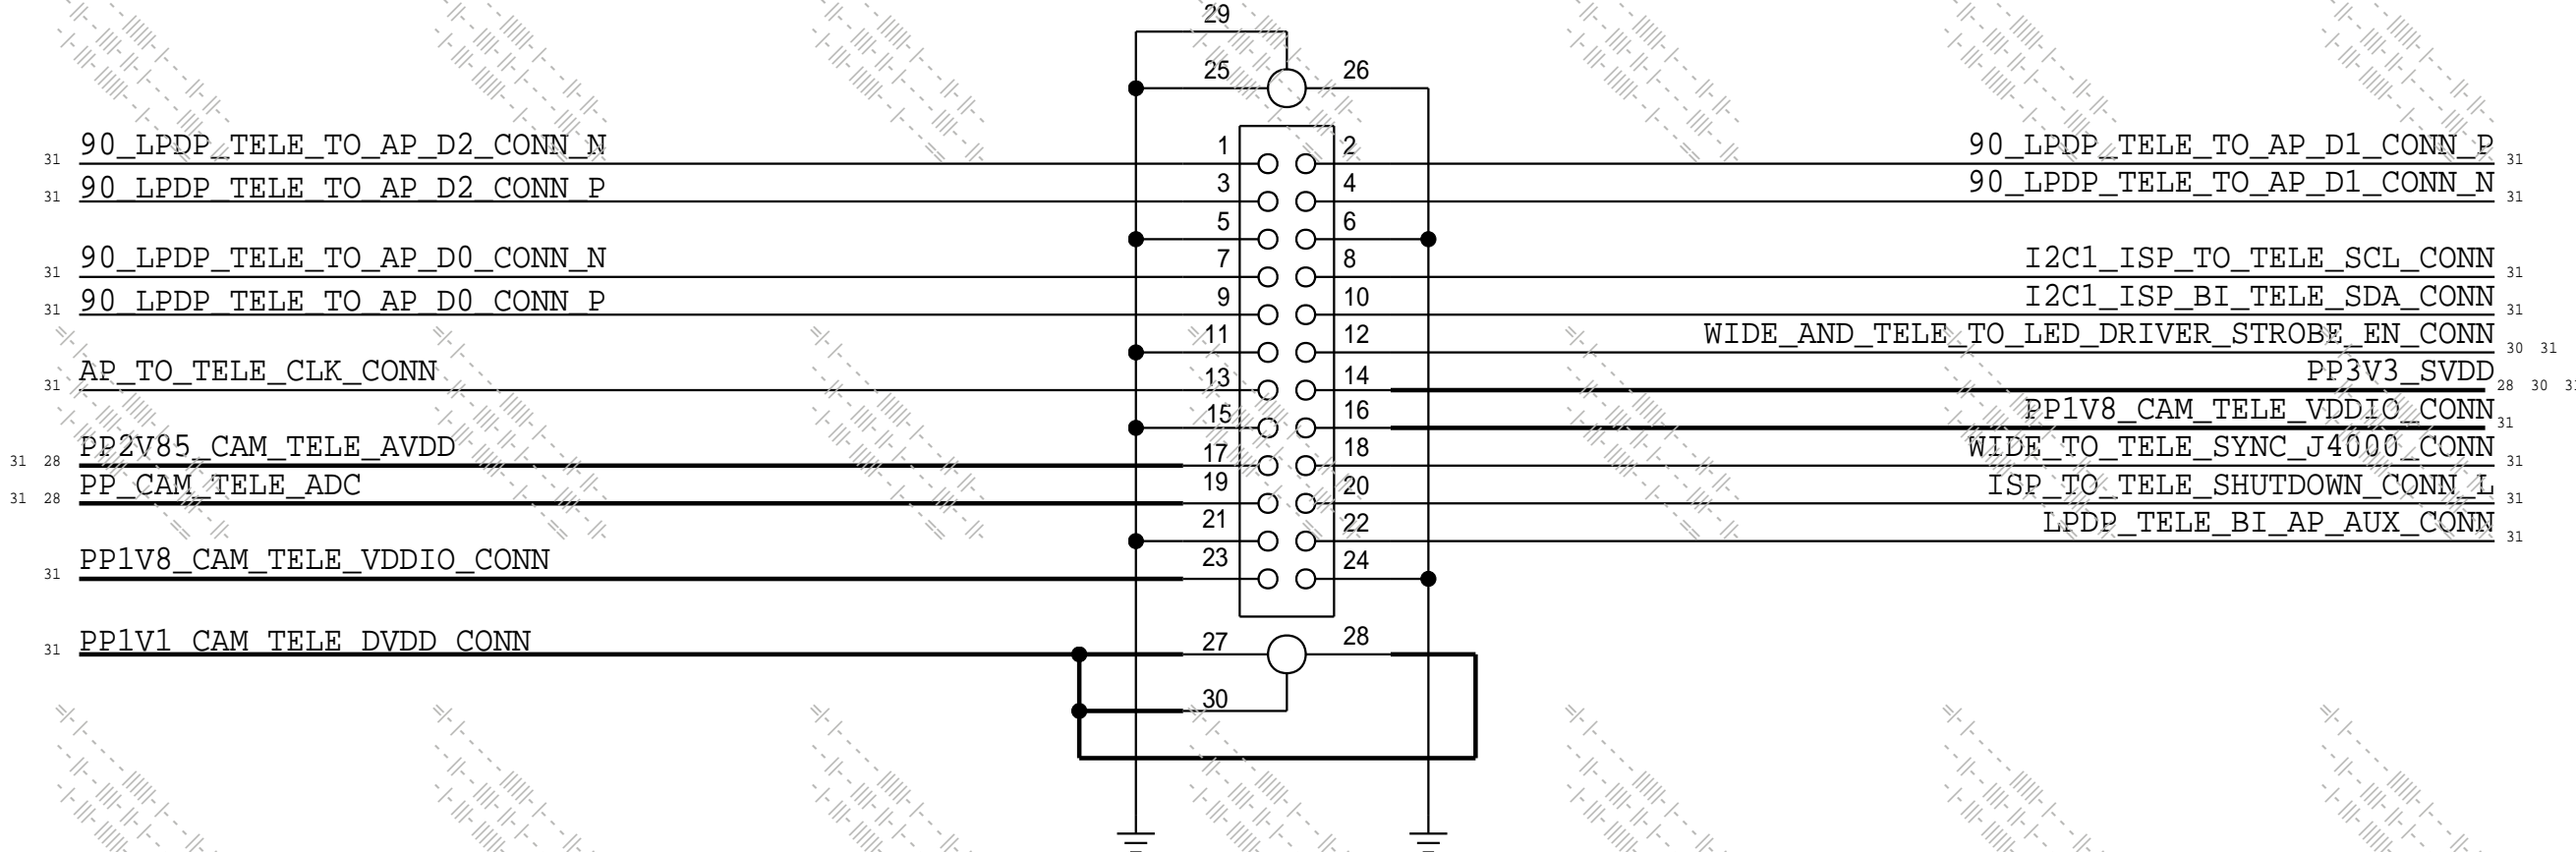 29
25 26
90_LPDP_TELE_TO_AP_D2_CONN_N 1 2 90_LPDP_TELE_TO_AP_D1_CONN_P
31 31
90_LPDP_TELE_TO_AP_D2_CONN_P 3 4 90_LPDP_TELE_TO_AP_D1_CONN_N
31 31
5 6
90_LPDP_TELE_TO_AP_D0_CONN_N 7 8 I2C1_ISP_TO_TELE_SCL_CONN
31 31
90_LPDP_TELE_TO_AP_D0_CONN_P 9 10 I2C1_ISP_BI_TELE_SDA_CONN
31 31
11 12 WIDE_AND_TELE_TO_LED_DRIVER_STROBE_EN_CONN
30 31
AP_TO_TELE_CLK_CONN 13 14 PP3V3_SVDD
31 28 30
15 16 PP1V8_CAM_TELE_VDDIO_CONN
31
PP2V85_CAM_TELE_AVDD 17 18 WIDE_TO_TELE_SYNC_J4000_CONN
31 28 31
PP_CAM_TELE_ADC 19 20 ISP_TO_TELE_SHUTDOWN_CONN_L
31 28 31
21 22 LPDP_TELE_BI_AP_AUX_CONN
31
PP1V8_CAM_TELE_VDDIO_CONN 23 24
31
PP1V1_CAM_TELE_DVDD_CONN 27 28
31
30